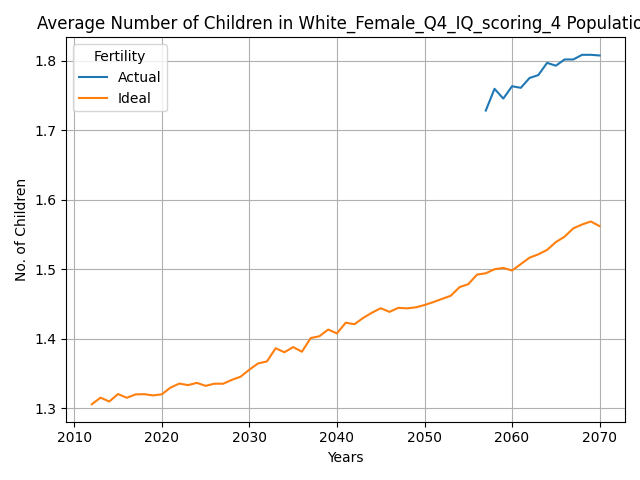 Average Number of Children in White_Female_Q4_IQ_scoring_4 Populatio
Fertility
Actual
Ideal
No. of Children
1.8
1.7
1.6
1.5
1.4
1.3
2010 2020 2030 2040 2050 2060 2070
Years